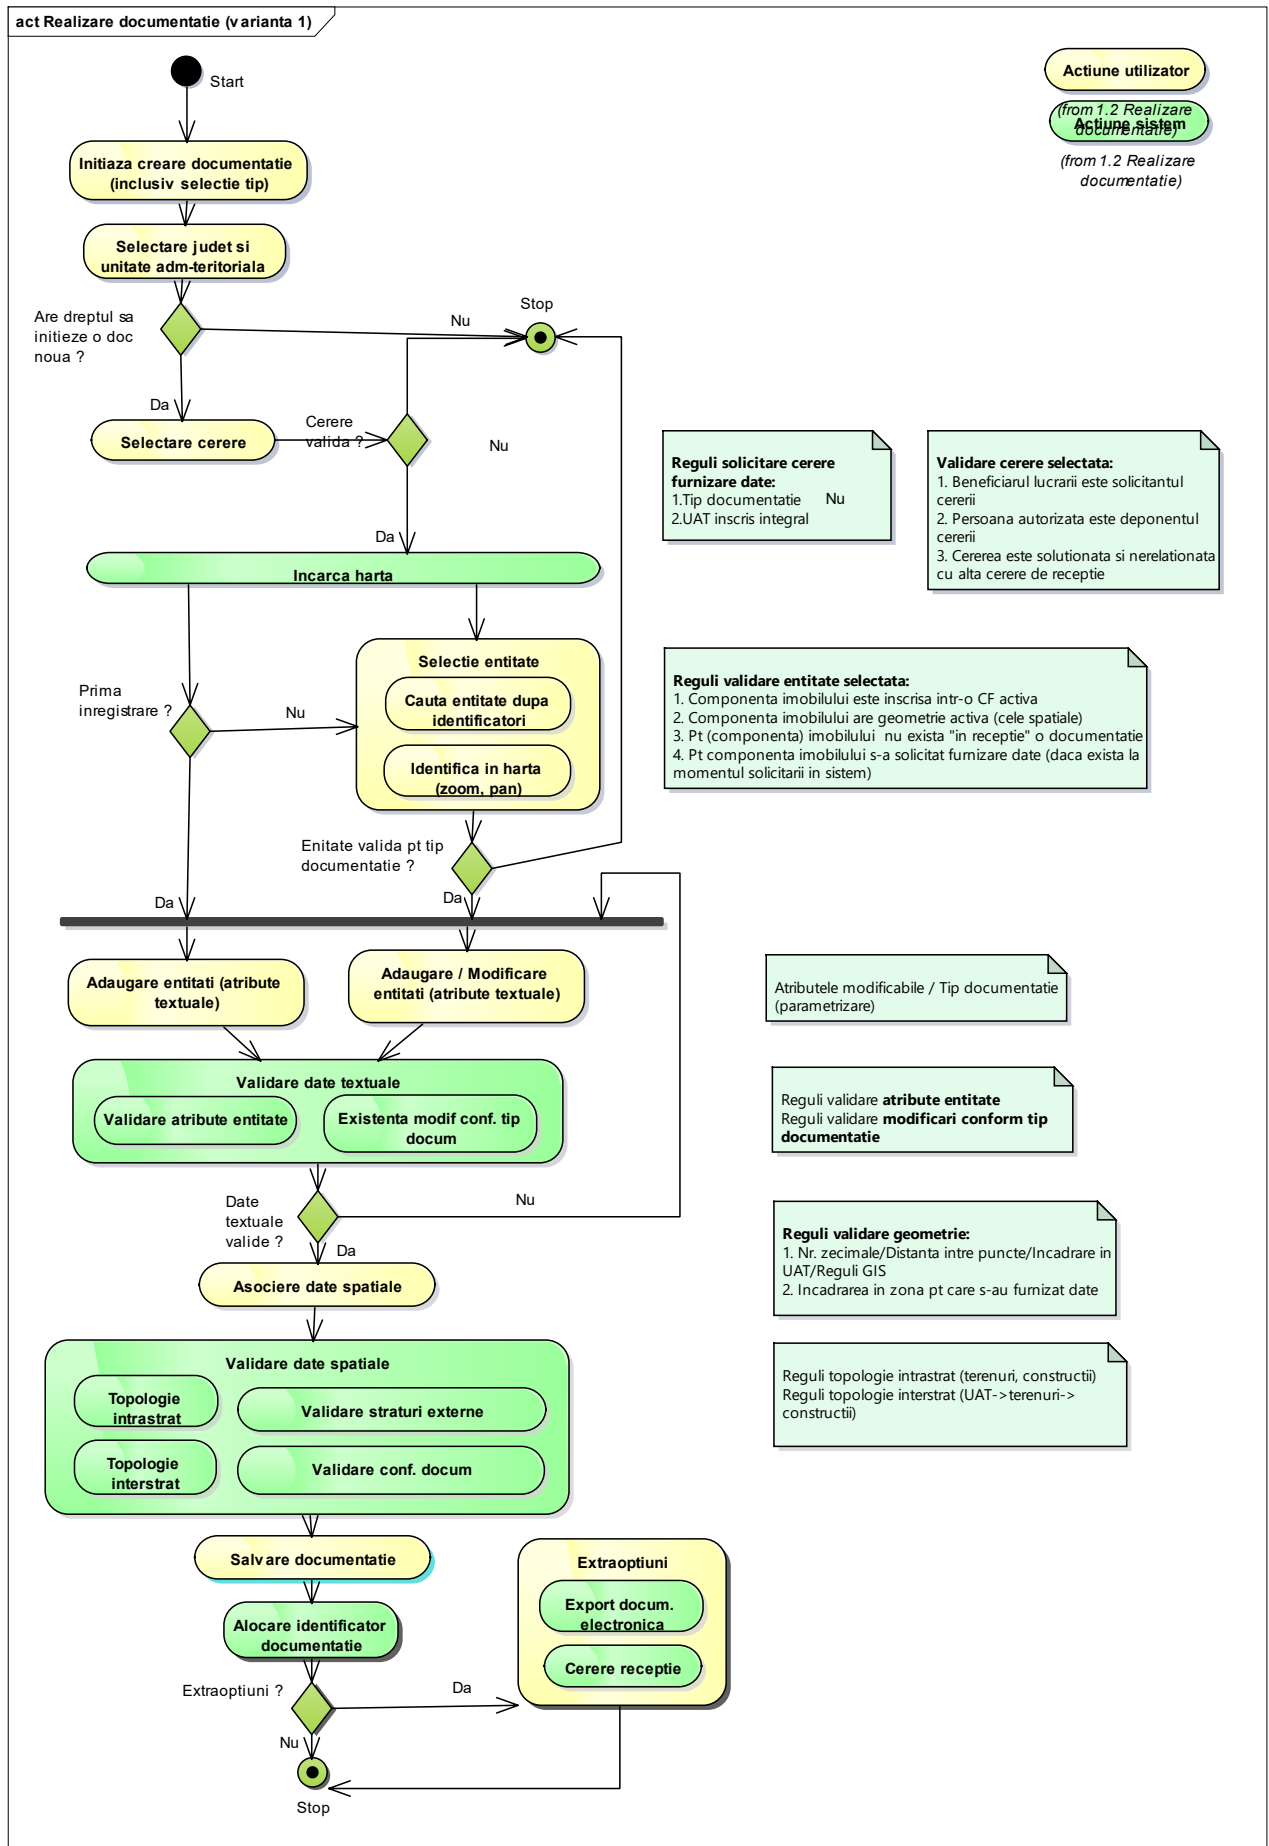 act Realizare documentatie (varianta 1)
Start
Actiune utilizator
(from 1.2 Realizare
documentatie)
Actiune sistem
(from 1.2 Realizare
documentatie)
Initiaza creare documentatie
(inclusiv selectie tip)
Selectare judet si
unitate adm-teritoriala
Are dreptul sa
initieze o doc
noua ?
Nu
Stop
Da
Selectare cerere
Cerere
valida ?
Nu
Da
Reguli solicitare cerere
furnizare date:
1.Tip documentatie
2.UAT inscris integral
Nu
Validare cerere selectata:
1. Beneficiarul lucrarii este solicitantul
cererii
2. Persoana autorizata este deponentul
cererii
3. Cererea este solutionata si nerelationata
cu alta cerere de receptie
Incarca harta
Prima
inregistrare ?
Nu
Selectie entitate
Cauta entitate dupa
identificatori
Identifica in harta
(zoom, pan)
Reguli validare entitate selectata:
1. Componenta imobilului este inscrisa intr-o CF activa
2. Componenta imobilului are geometrie activa (cele spatiale)
3. Pt (componenta) imobilului nu exista "in receptie" o documentatie
4. Pt componenta imobilului s-a solicitat furnizare date (daca exista la
momentul solicitarii in sistem)
Enitate valida pt tip
documentatie ?
Da
Da
Adaugare entitati (atribute
textuale)
Adaugare / Modificare
entitati (atribute textuale)
Atributele modificabile / Tip documentatie
(parametrizare)
Validare date textuale
Validare atribute entitate
Existenta modif conf. tip
docum
Reguli validare atribute entitate
Reguli validare modificari conform tip
documentatie
Date
textuale
valide ?
Nu
Da
Asociere date spatiale
Reguli validare geometrie:
1. Nr. zecimale/Distanta intre puncte/Incadrare in
UAT/Reguli GIS
2. Incadrarea in zona pt care s-au furnizat date
Validare date spatiale
Topologie
intrastrat
Validare straturi externe
Topologie
interstrat
Validare conf. docum
Reguli topologie intrastrat (terenuri, constructii)
Reguli topologie interstrat (UAT->terenuri->
constructii)
Salvare documentatie
Alocare identificator
documentatie
Extraoptiuni ?
Da
Nu
Extraoptiuni
Export docum.
electronica
Cerere receptie
Stop